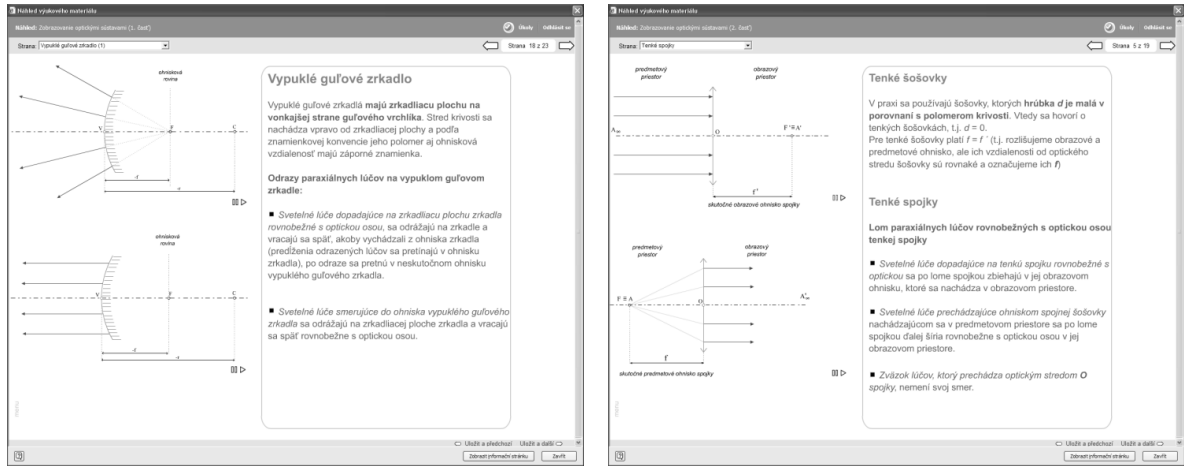 Náhled výukového materiálu
Náhled: Zobrazovanie optickými sústavami (1. časť)
Úkoly Odhlásit se
Strana: Vypuklé guľové zrkadlo (1)
Strana 18 z 23
ohnisková
rovina
V F C
-f
-r
ohnisková
rovina
V F C
-f
-r
Vypuklé guľové zrkadlo
Vypuklé guľové zrkadlá majú zrkadliacu plochu na
vonkajšej strane guľového vrchlíka. Stred krivosti sa
nachádza vpravo od zrkadliacej plochy a podľa
znamienkovej konvencie jeho polomer aj ohnisková
vzdialenosť majú záporné znamienka.
Odrazy paraxiálnych lúčov na vypuklom guľovom
zrkadle:
■ Svetelné lúče dopadajúce na zrkadliacu plochu zrkadla
rovnobežné s optickou osou, sa odrážajú na zrkadle a
vracajú sa späť, akoby vychádzali z ohniska zrkadla
(predĺženia odrazených lúčov sa pretínajú v ohnisku
zrkadla), po odraze sa pretnú v neskutočnom ohnisku
vypuklého guľového zrkadla.
■ Svetelné lúče smerujúce do ohniska vypuklého guľového
zrkadla sa odrážajú na zrkadliacej ploche zrkadla a vracajú
sa späť rovnobežne s optickou osou.
Uložit a předchozí Uložit a další
Zobrazit informační stránku Zavřít
Náhled výukového materiálu
Náhled: Zobrazovanie optickými sústavami (2. časť)
Úkoly Odhlásit se
Strana: Tenké spojky
Strana 5 z 19
predmetový
priestor
obrazový
priestor
A∞ O F'≡A'
f'
skutočné obrazové ohnisko spojky
predmetový
priestor
obrazový
priestor
F≡A O A'∞
f
skutočné predmetové ohnisko spojky
Tenké šošovky
V praxi sa používajú šošovky, ktorých hrúbka d je malá v
porovnaní s polomerom krivosti. Vtedy sa hovorí o
tenkých šošovkách, t.j. d = 0.
Pre tenké šošovky platí f = f ´ (t.j. rozlišujeme obrazové a
predmetové ohnisko, ale ich vzdialenosti od optického
stredu šošovky sú rovnaké a označujeme ich f)
Tenké spojky
Lom paraxiálnych lúčov rovnobežných s optickou osou
tenkej spojky
■ Svetelné lúče dopadajúce na tenkú spojku rovnobežné s
optickou sa po lome spojkou zbiehajú v jej obrazovom
ohnisku, ktoré sa nachádza v obrazovom priestore.
■ Svetelné lúče prechádzajúce ohniskom spojnej šošovky
nachádzajúcom sa v predmetovom priestore sa po lome
spojkou ďalej šíria rovnobežne s optickou osou v jej
obrazovom priestore.
■ Zväzok lúčov, ktorý prechádza optickým stredom O
spojky, nemení svoj smer.
Uložit a předchozí Uložit a další
Zobrazit informační stránku Zavřít